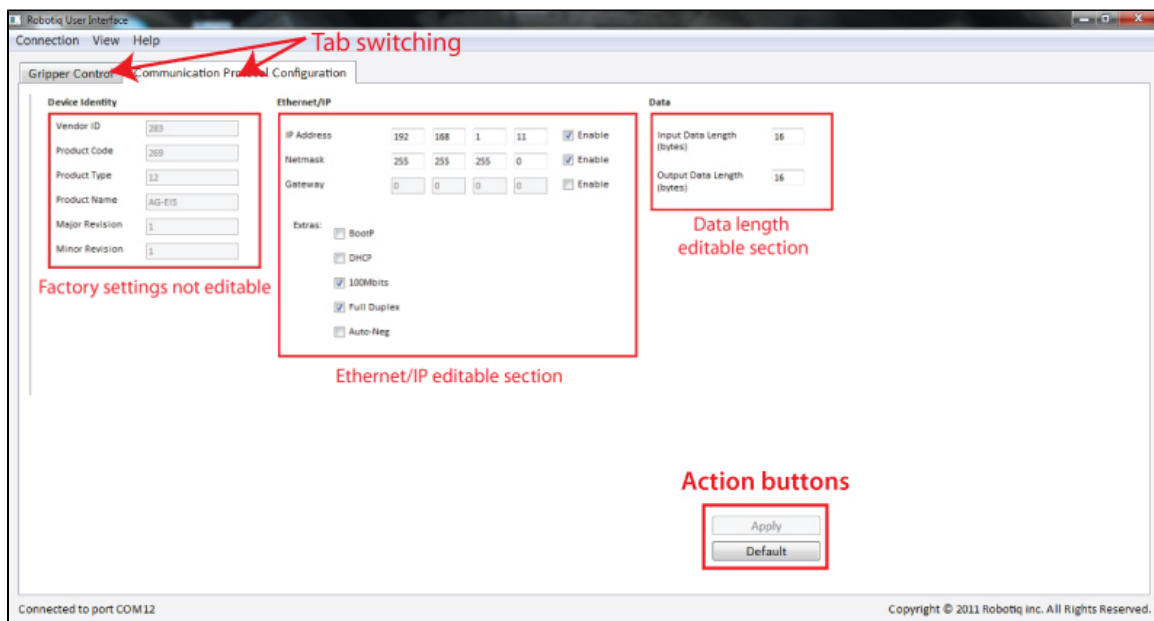 Robotiq User Interface
Connection View Help
Tab switching
Gripper Control Communication Protocol Configuration
Device Identity
Vendor ID 283
Product Code 269
Product Type 12
Product Name AG-EIS
Major Revision 1
Minor Revision 1
Factory settings not editable
Ethernet/IP
IP Address 192 168 1 11 Enable
Netmask 255 255 255 0 Enable
Gateway 0 0 0 0 Enable
Extras: BootP
DHCP
100Mbits
Full Duplex
Auto-Neg
Ethernet/IP editable section
Data
Input Data Length 16
(bytes)
Output Data Length 16
(bytes)
Data length
editable section
Action buttons
Apply
Default
Connected to port COM12
Copyright © 2011 Robotiq inc. All Rights Reserved.